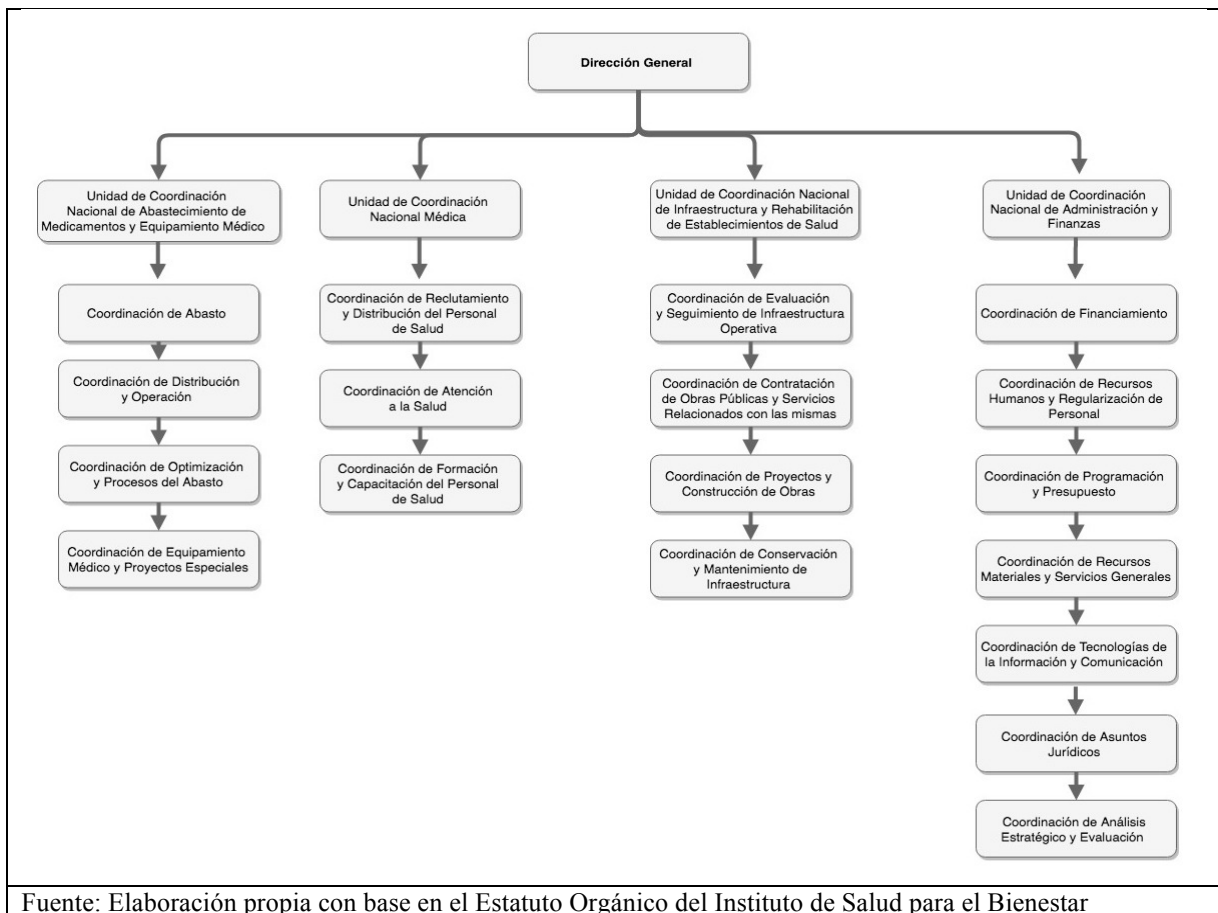 Dirección General
Unidad de Coordinación
Nacional de Abastecimiento de
Medicamentos y Equipamiento Médico
Coordinación de Abasto
Coordinación de Distribución
y Operación
Coordinación de Optimización
y Procesos del Abasto
Coordinación de Equipamiento
Médico y Proyectos Especiales
Unidad de Coordinación
Nacional Médica
Coordinación de Reclutamiento
y Distribución del Personal
de Salud
Coordinación de Atención
a la Salud
Coordinación de Formación
y Capacitación del Personal
de Salud
Unidad de Coordinación Nacional
de Infraestructura y Rehabilitación
de Establecimientos de Salud
Coordinación de Evaluación
y Seguimiento de Infraestructura
Operativa
Coordinación de Contratación
de Obras Públicas y Servicios
Relacionados con las mismas
Coordinación de Proyectos y
Construcción de Obras
Coordinación de Conservación
y Mantenimiento de
Infraestructura
Unidad de Coordinación
Nacional de Administración y
Finanzas
Coordinación de Financiamiento
Coordinación de Recursos
Humanos y Regularización de
Personal
Coordinación de Programación
y Presupuesto
Coordinación de Recursos
Materiales y Servicios Generales
Coordinación de Tecnologías de
la Información y Comunicación
Coordinación de Asuntos
Jurídicos
Coordinación de Análisis
Estratégico y Evaluación
Fuente: Elaboración propia con base en el Estatuto Orgánico del Instituto de Salud para el Bienestar